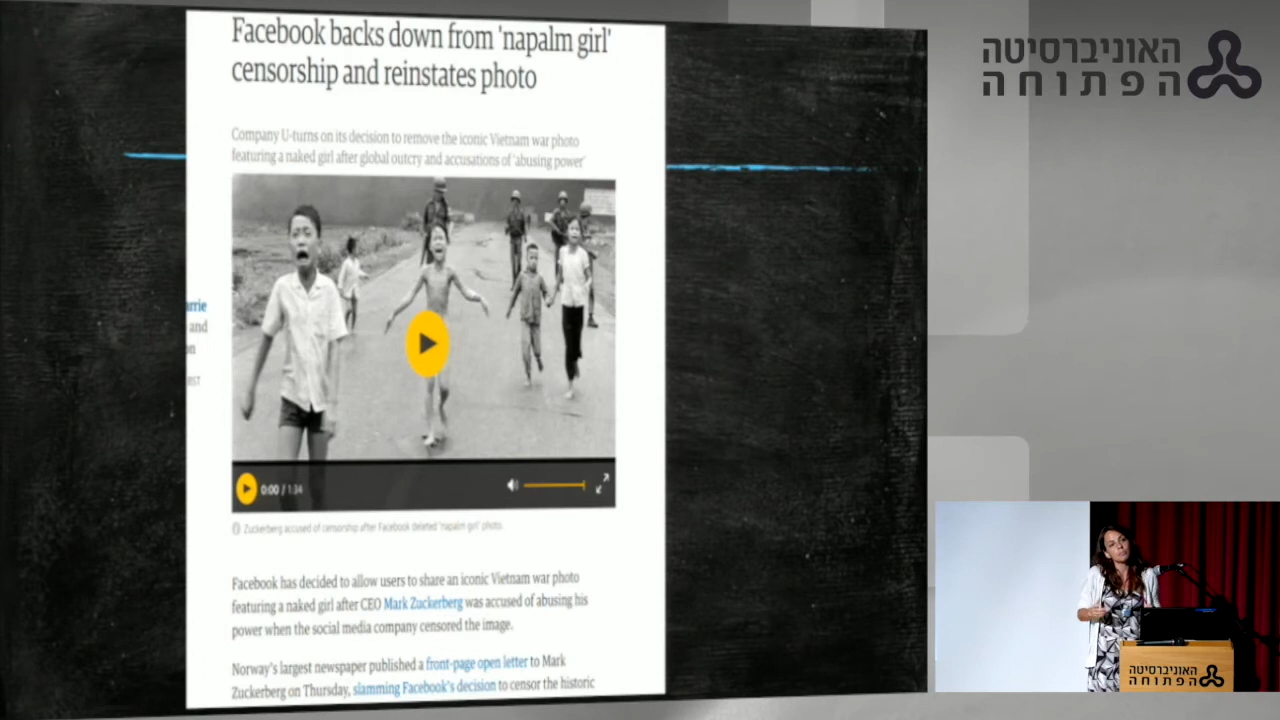 Facebook backs down from 'napalm girl'
censorship and reinstates photo
Company U-turns on its decision to remove the iconic Vietnam war photo
featuring a naked girl after global outcry and accusations of 'abusing power'
and
0:00 / 1:34
Zuckerberg accused of censorship after Facebook deleted 'napalm girl' photo.
Facebook has decided to allow users to share an iconic Vietnam war photo
featuring a naked girl after CEO Mark Zuckerberg was accused of abusing his
power when the social media company censored the image.
Norway's largest newspaper published a front-page open letter to Mark
Zuckerberg on Thursday, slamming Facebook's decision to censor the historic
האוניברסיטה
הפתוחה
האוניברסיטה
הפתוחה